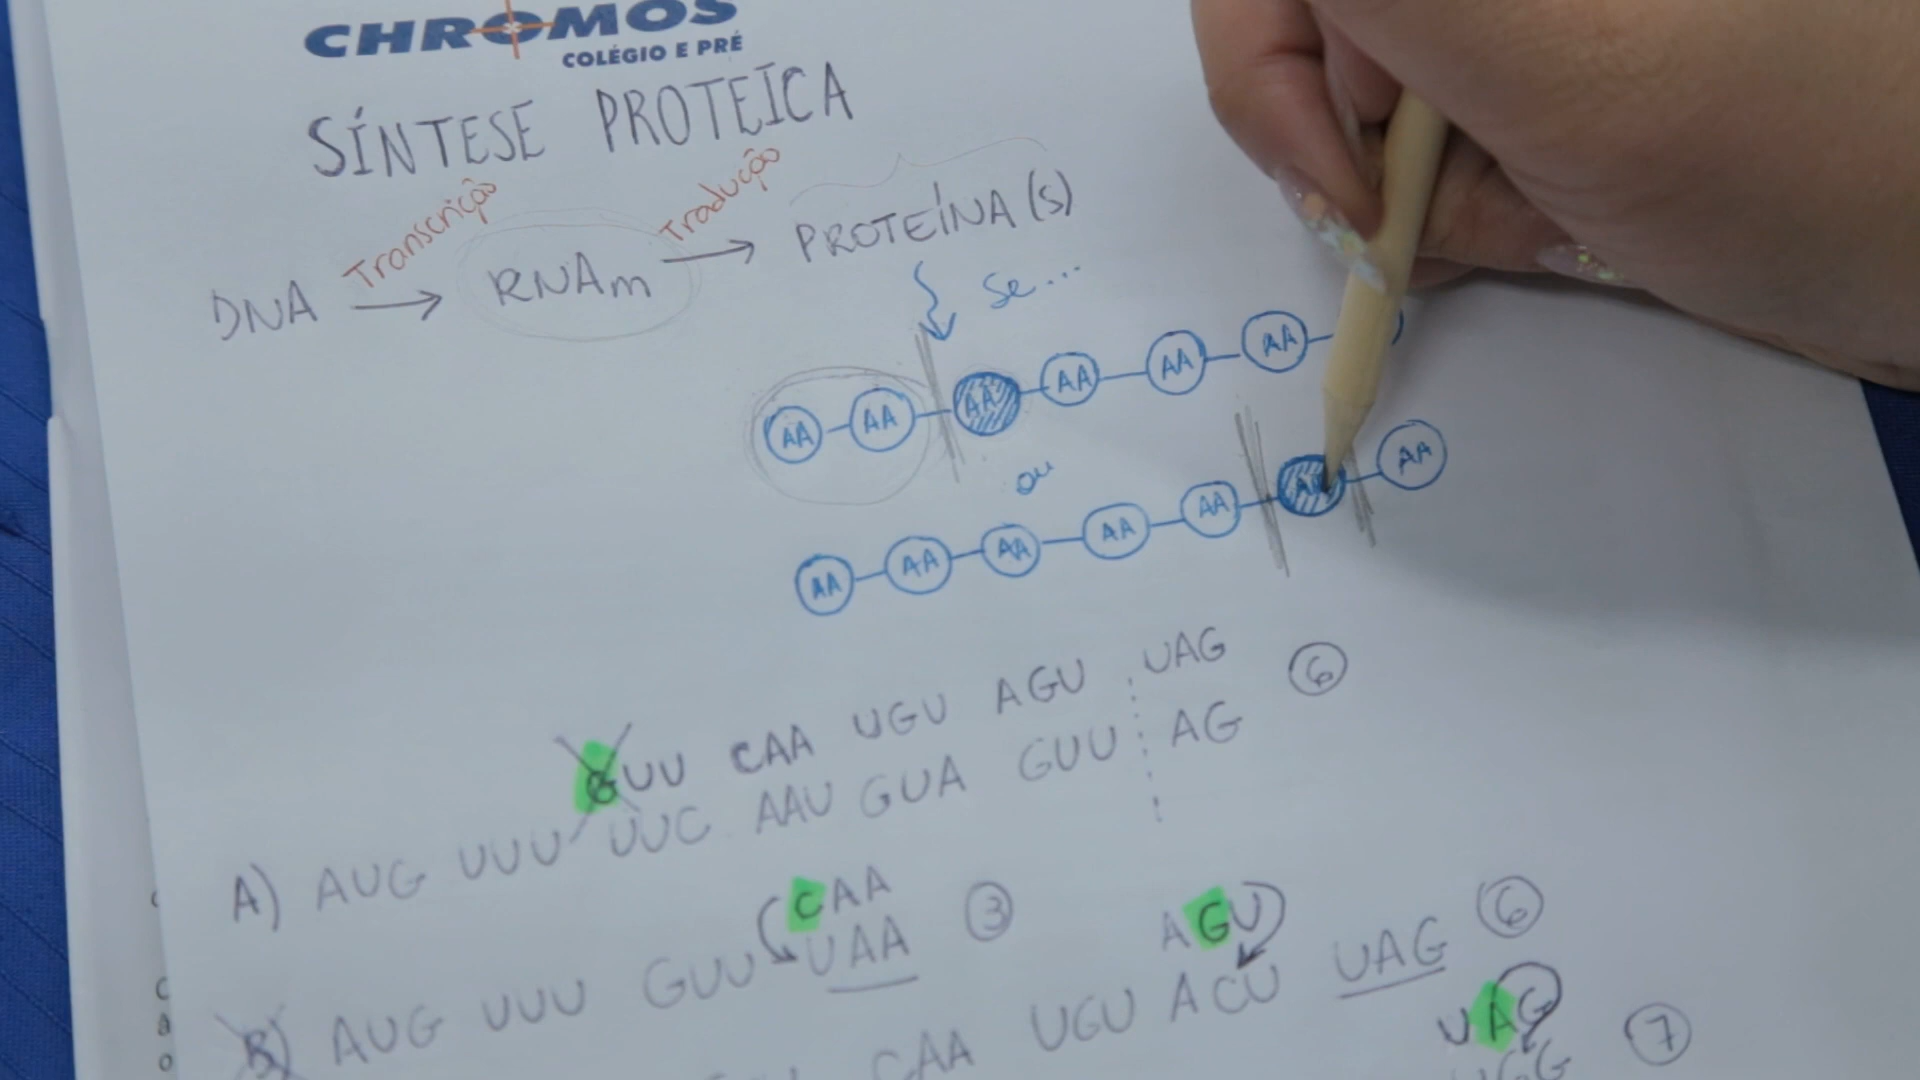 CHROMOS
COLÉGIO E PRÉ
SÍNTESE PROTEÍCA
Transcrição Tradução
DNA → RNAm → PROTEÍNA (S)
Se...
AA AA AA AA AA AA
ou
AA AA AA AA AA AA AA
GUU CAA UGU AGU UAG 6
A) AUG UUU UUC AAU GUA GUU AG
CAA 3
B) AUG UUU GUU UAA
AGU 6
CAA UGU ACU UAG
UAG 7
GG